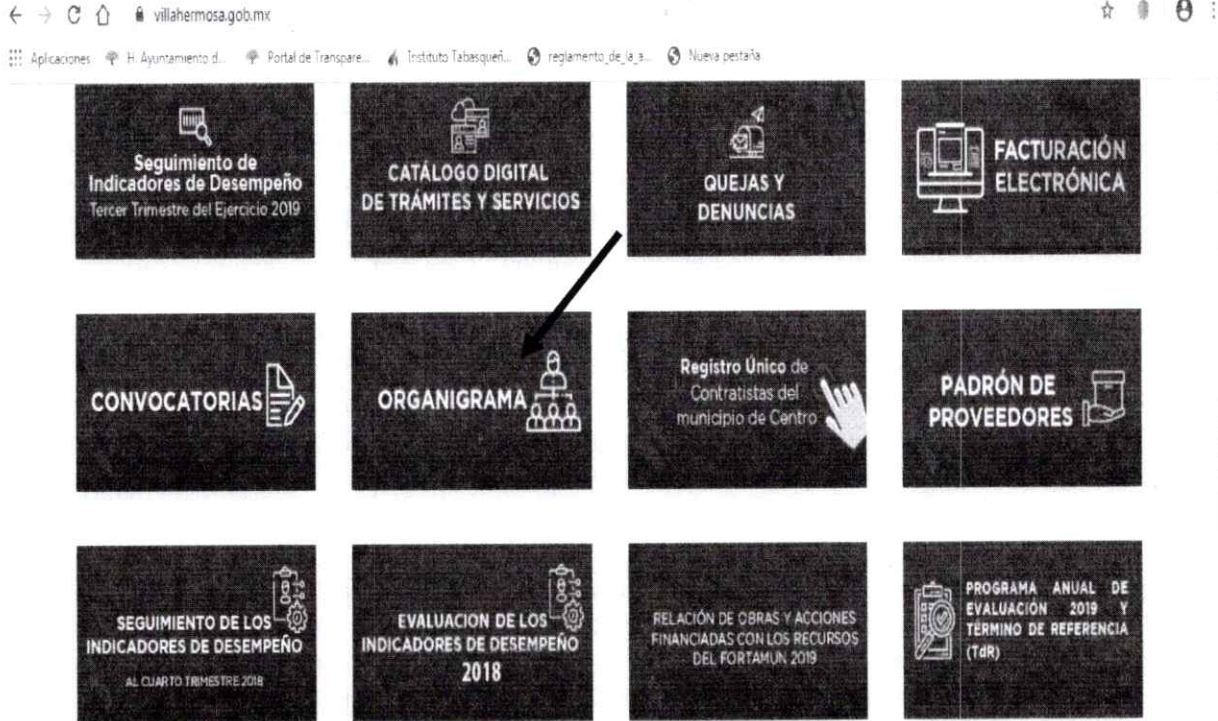 villahermosa.gob.mx
Aplicaciones H. Ayuntamiento d... Portal de Transpare... Instituto Tabasqueñ... reglamento_de_la_a... Nueva pestaña
Seguimiento de
Indicadores de Desempeño
Tercer Trimestre del Ejercicio 2019
CATÁLOGO DIGITAL
DE TRÁMITES Y SERVICIOS
QUEJAS Y
DENUNCIAS
FACTURACIÓN
ELECTRÓNICA
CONVOCATORIAS
ORGANIGRAMA
Registro Único de
Contratistas del
municipio de Centro
PADRÓN DE
PROVEEDORES
SEGUIMIENTO DE LOS
INDICADORES DE DESEMPEÑO
AL CUARTO TRIMESTRE 2018
EVALUACION DE LOS
INDICADORES DE DESEMPEÑO
2018
RELACIÓN DE OBRAS Y ACCIONES
FINANCIADAS CON LOS RECURSOS
DEL FORTAMUN 2019
PROGRAMA ANUAL DE
EVALUACIÓN 2019 Y
TERMINO DE REFERENCIA
(TdR)